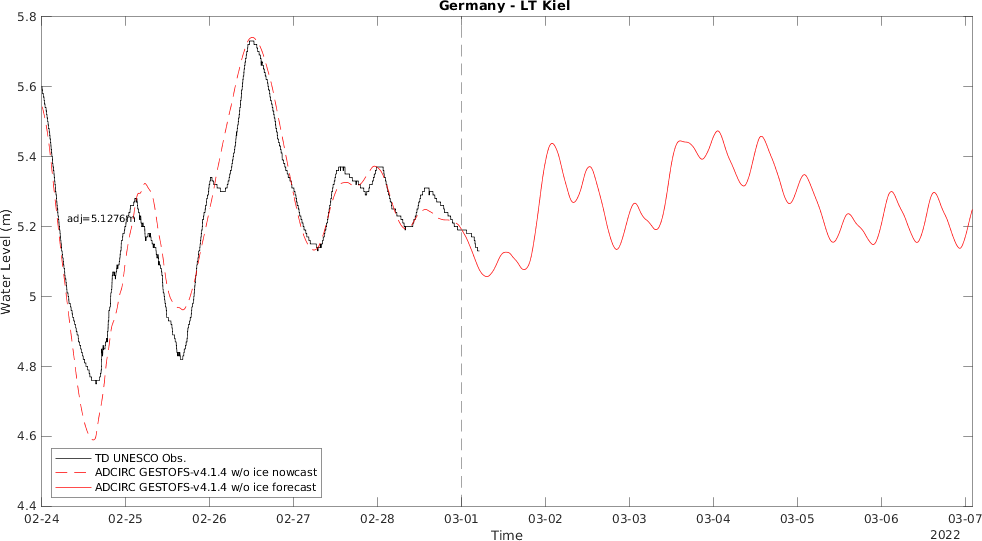 Germany - LT Kiel
5.8
5.6
5.4
5.2
5
4.8
4.6
4.4
Water Level (m)
adj=5.1276m
TD UNESCO Obs.
ADCIRC GESTOFS-v4.1.4 w/o ice nowcast
ADCIRC GESTOFS-v4.1.4 w/o ice forecast
02-24 02-25 02-26 02-27 02-28 03-01 03-02 03-03 03-04 03-05 03-06 03-07
Time
2022